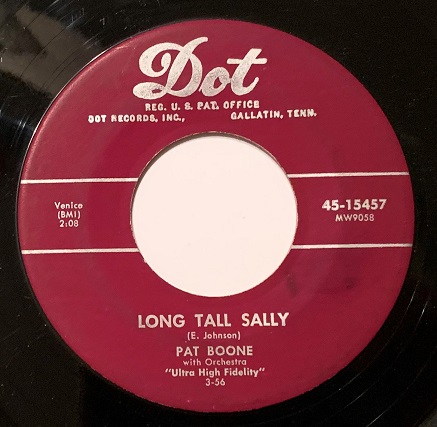 Dot
REG. U. S. PAT. OFFICE
DOT RECORDS, INC., GALLATIN, TENN.
Venice
(BMI)
2:08
45-15457
MW9058
LONG TALL SALLY
(E. Johnson)
PAT BOONE
with Orchestra
"Ultra High Fidelity"
3-56